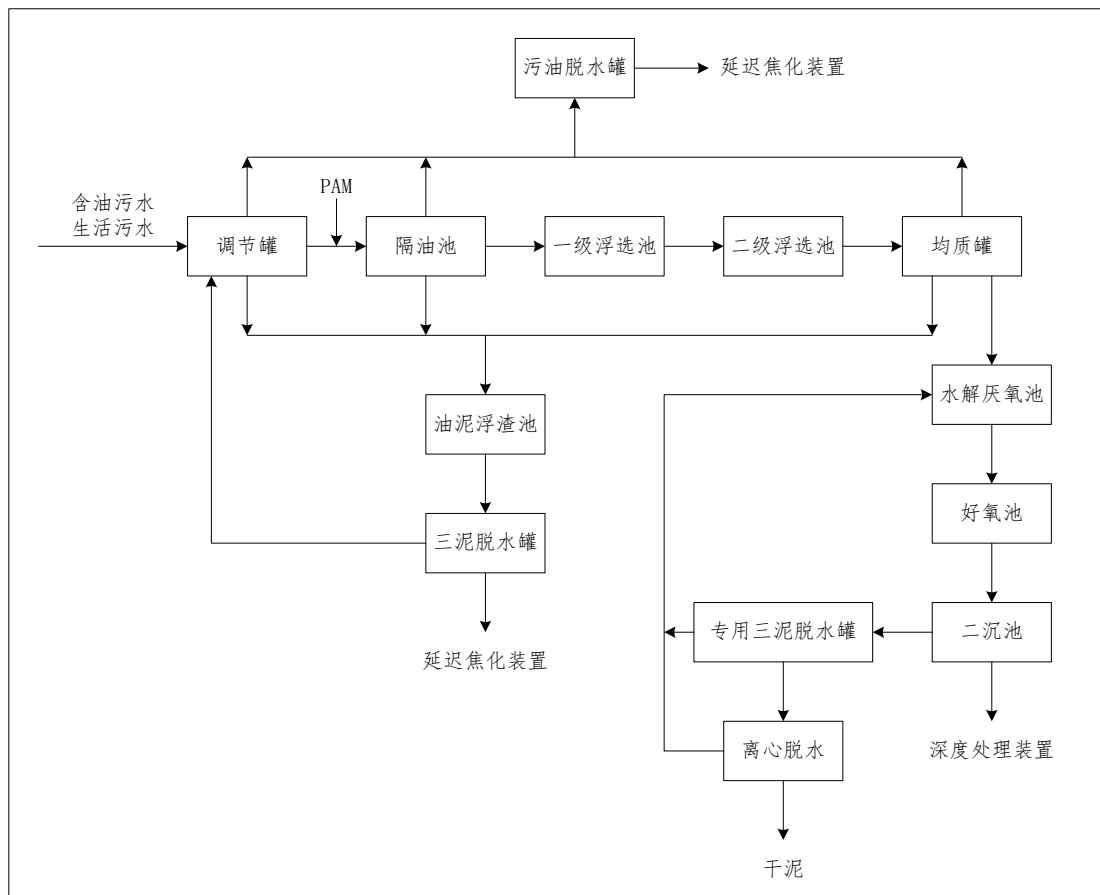 污油脱水罐
延迟焦化装置
PAM
含油污水
生活污水
调节罐
隔油池
一级浮选池
二级浮选池
均质罐
油泥浮渣池
水解厌氧池
三泥脱水罐
好氧池
延迟焦化装置
专用三泥脱水罐
二沉池
离心脱水
深度处理装置
干泥